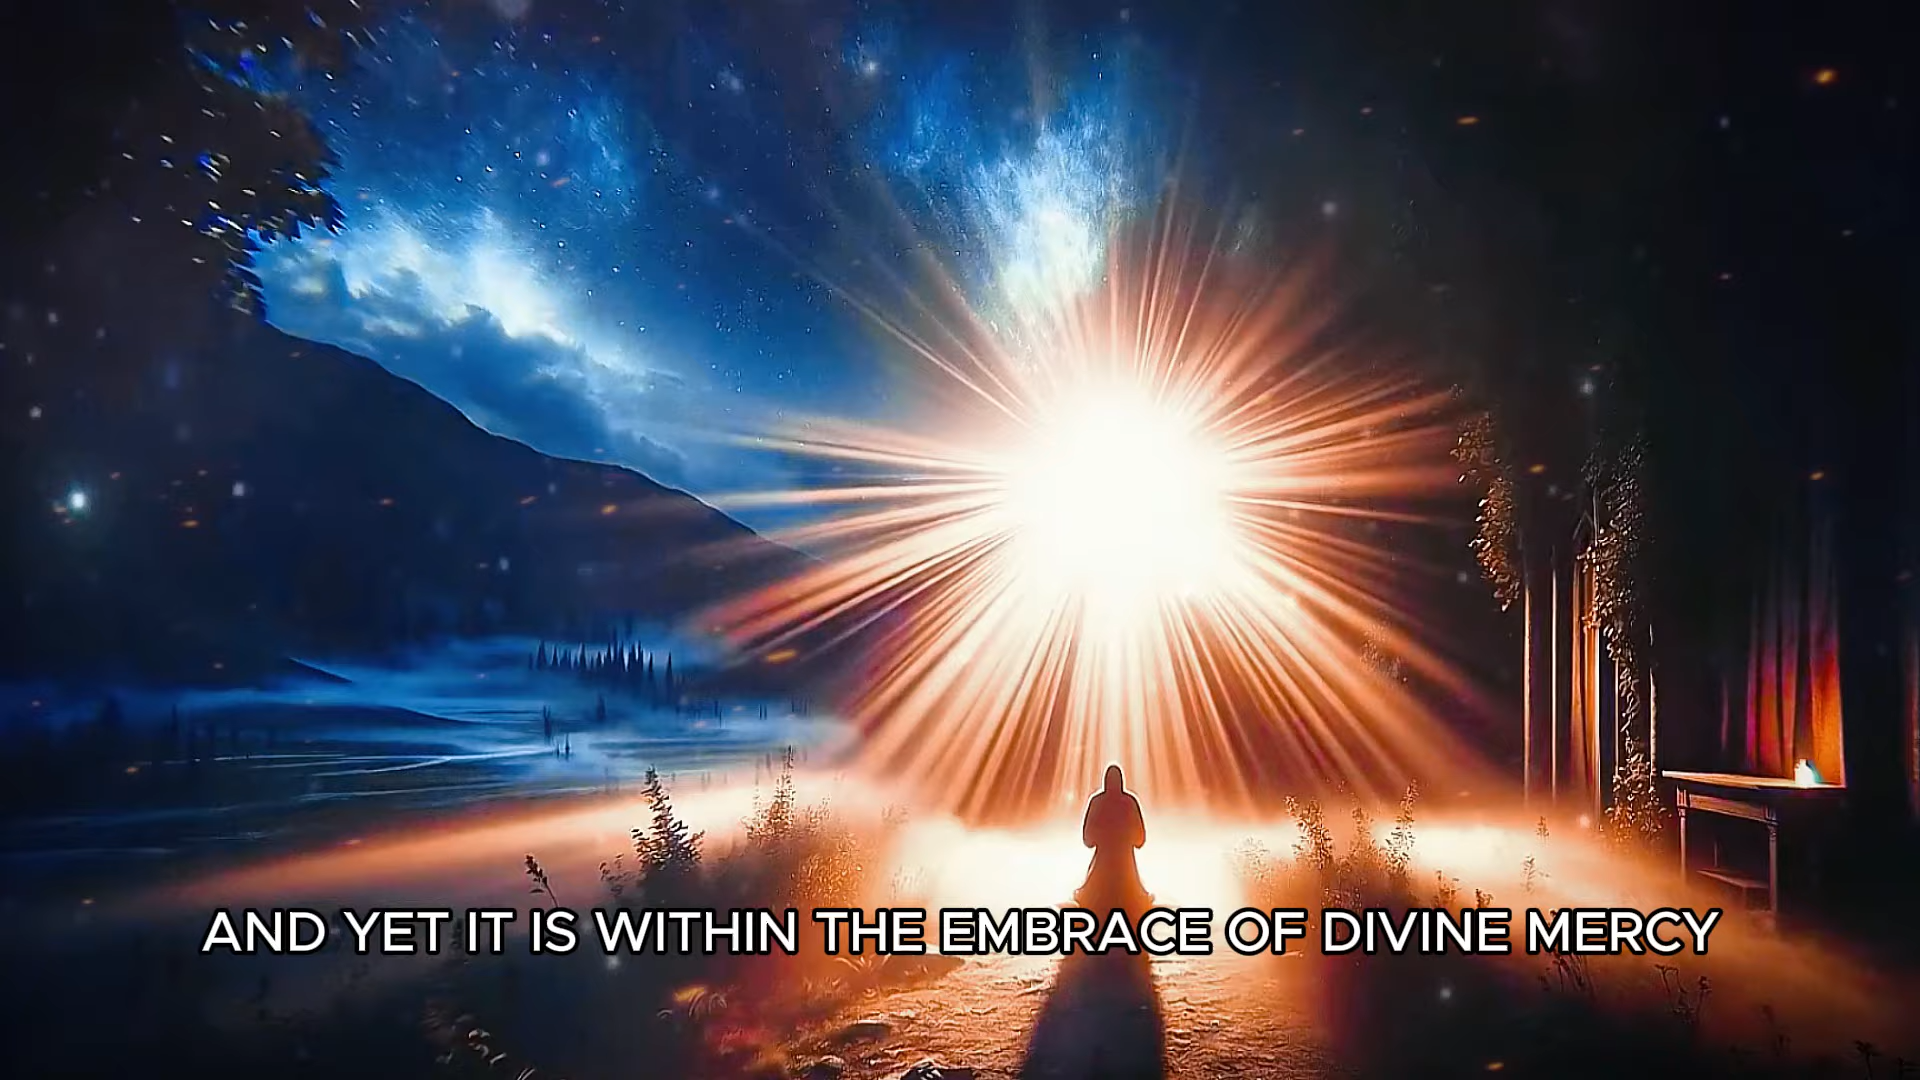 AND YET IT IS WITHIN THE EMBRACE OF DIVINE MERCY